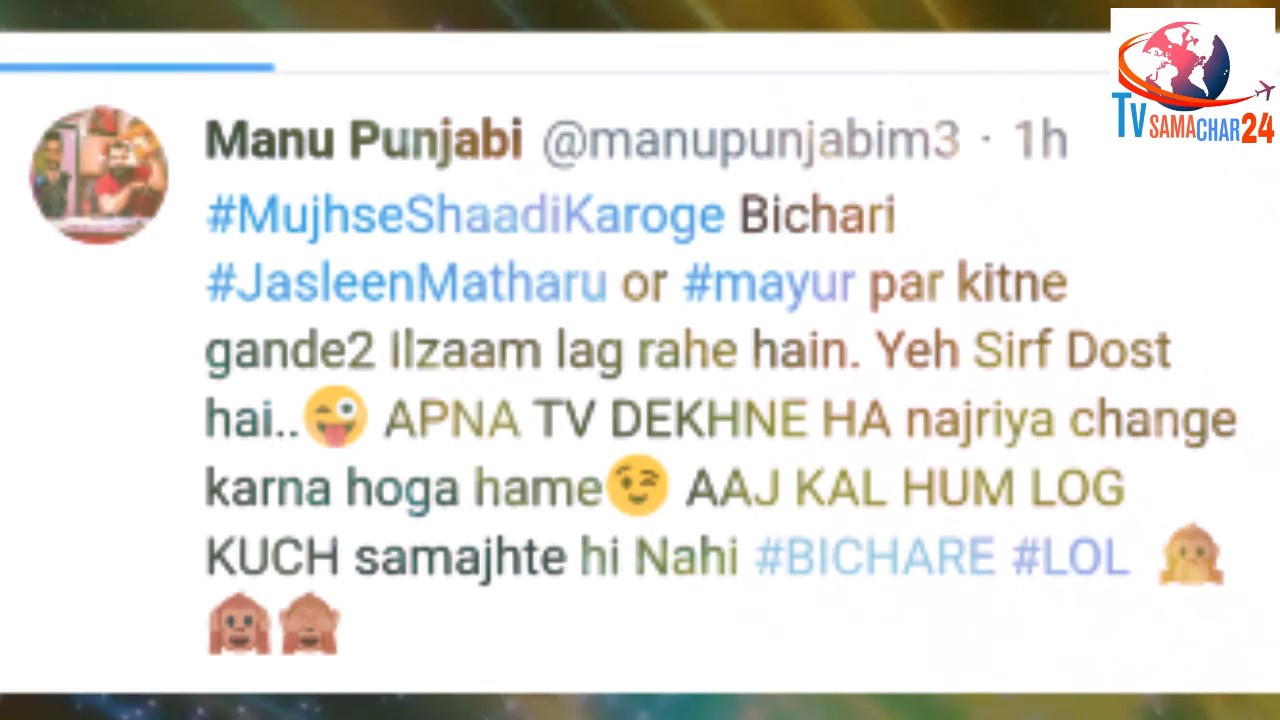 TV SAMACHAR24
Manu Punjabi @manupunjabim3 · 1h
#MujhseShaadiKaroge Bichari
#JasleenMatharu or #mayur par kitne
gande2 Ilzaam lag rahe hain. Yeh Sirf Dost
hai..😜 APNA TV DEKHNE HA najriya change
karna hoga hame😉 AAJ KAL HUM LOG
KUCH samajhte hi Nahi #BICHARE #LOL 🙊
🙉🙈